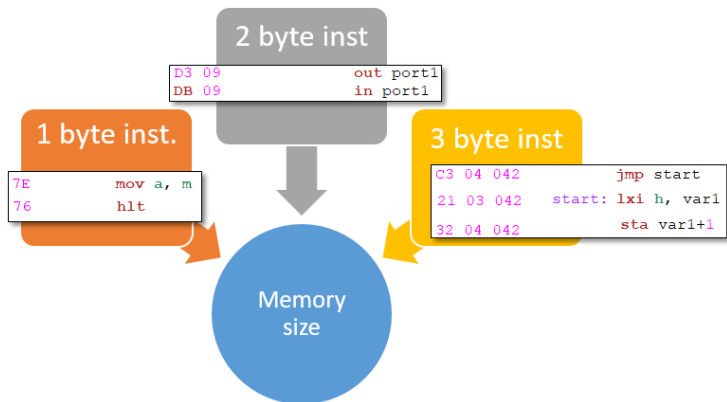 2 byte inst
D3 09 out port1
DB 09 in port1
1 byte inst.
7E mov a, m
76 hlt
3 byte inst
C3 04 042 jmp start
21 03 042 start: lxi h, var1
32 04 042 sta var1+1
Memory
size